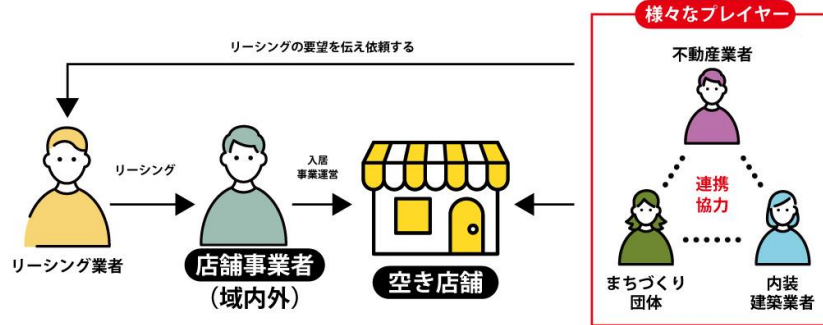 様々なプレイヤー
リーシングの要望を伝え依頼する
不動産業者
リーシング
入居
事業運営
連携
協力
リーシング業者
店舗事業者
(域内外)
空き店舗
まちづくり
団体
内装
建築業者